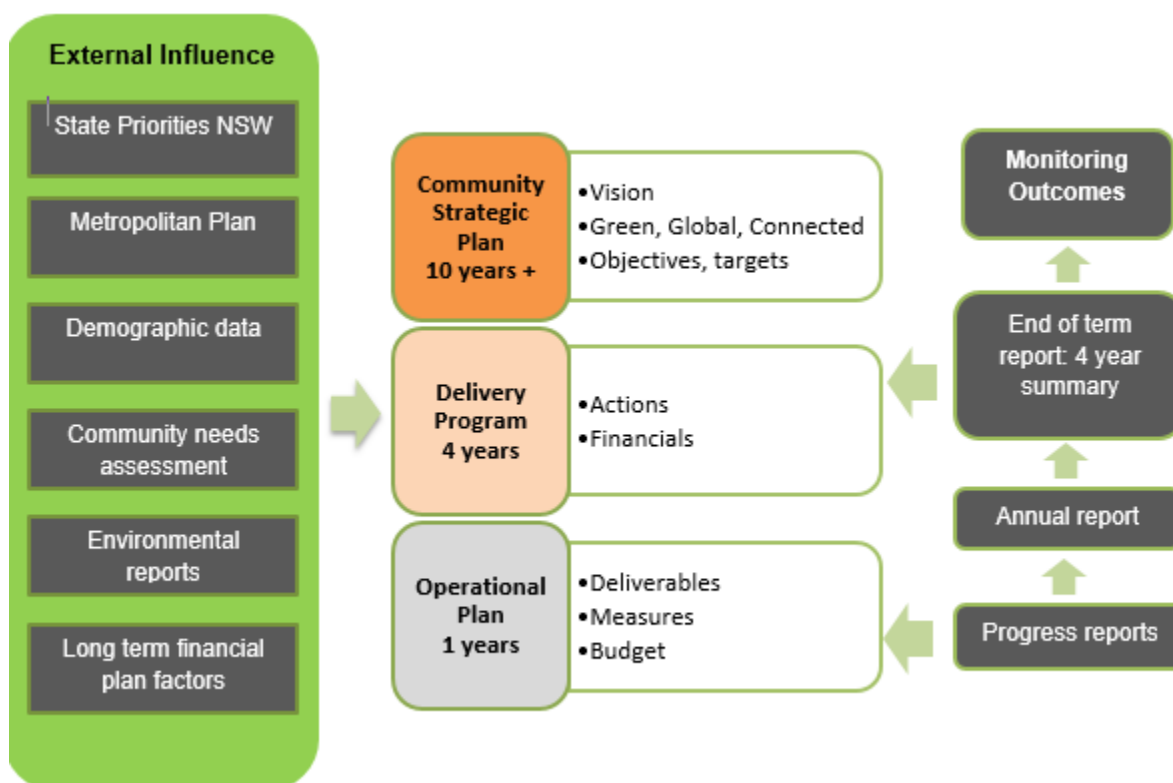 External Influence
State Priorities NSW
Metropolitan Plan
Demographic data
Community needs
assessment
Environmental
reports
Long term financial
plan factors
Community
Strategic
Plan
10 years +
•Vision
•Green, Global, Connected
•Objectives, targets
Delivery
Program
4 years
•Actions
•Financials
Operational
Plan
1 years
•Deliverables
•Measures
•Budget
Monitoring
Outcomes
End of term
report: 4 year
summary
Annual report
Progress reports